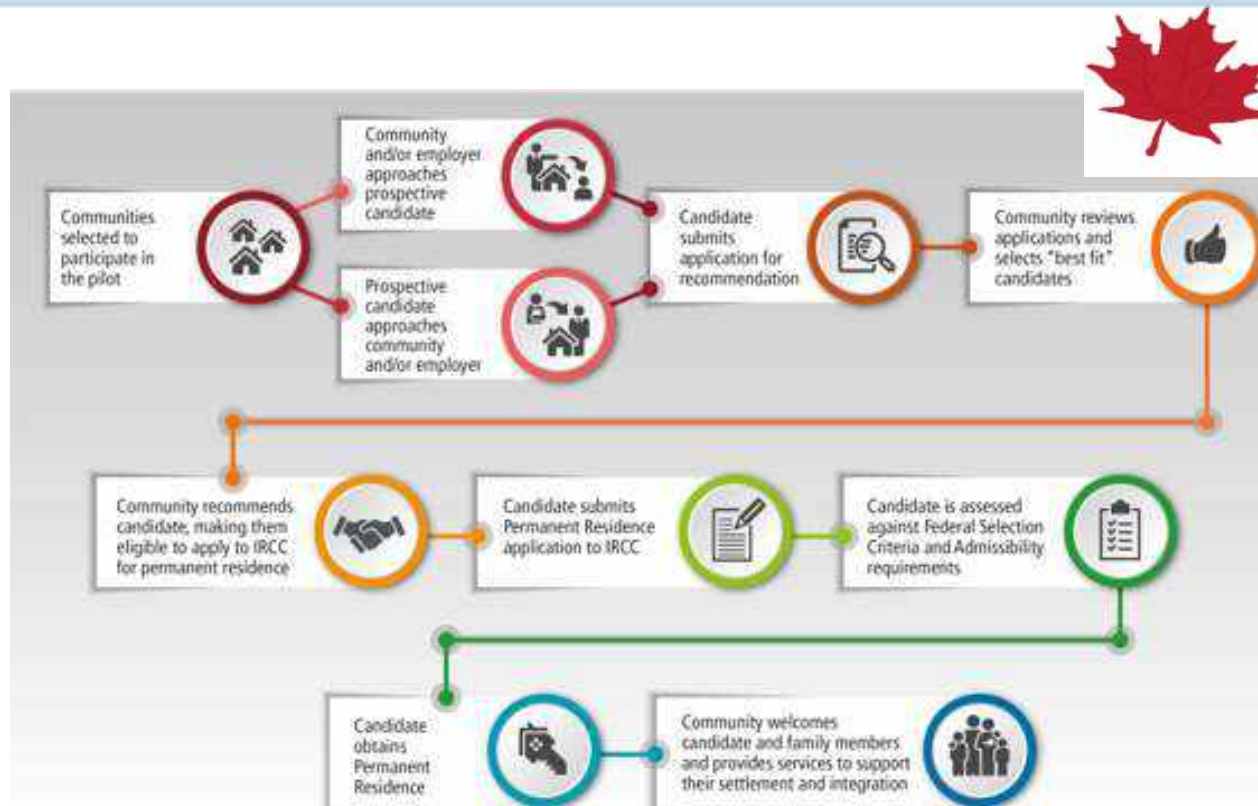 Communities
selected to
participate in
the pilot
Community
and/or employer
approaches
prospective
candidate
Prospective
candidate
approaches
community
and/or employer
Candidate
submits
application for
recommendation
Community reviews
applications and
selects "best fit"
candidates
Community recommends
candidate, making them
eligible to apply to IRCC
for permanent residence
Candidate submits
Permanent Residence
application to IRCC
Candidate is assessed
against Federal Selection
Criteria and Admissibility
requirements
Candidate
obtains
Permanent
Residence
Community welcomes
candidate and family members
and provides services to support
their settlement and integration